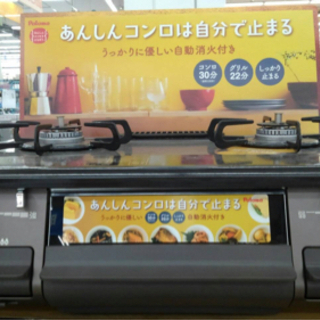 Paloma
あんしんコンロは自分で止まる
うっかりに優しい自動消火付き
コンロ
30分
グリル
22分
しっかり
止まる
あんしんコンロは自分で止まる
うっかりに優しい
自動消火付き